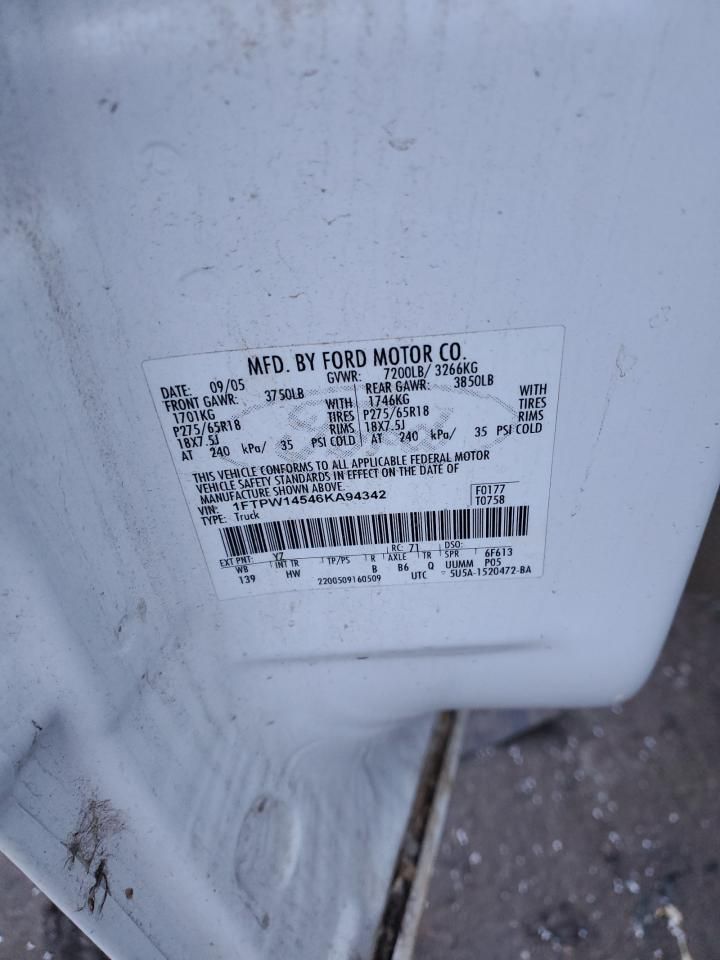 MFD. BY FORD MOTOR CO.
DATE: 09/05 GVWR: 7200LB/ 3266KG
FRONT GAWR: 3750LB REAR GAWR: 3850LB
1701KG WITH 1746KG WITH
P275/65R18 TIRES P275/65R18 TIRES
18X7.5J RIMS 18X7.5J RIMS
AT 240 kPa/ 35 PSI COLD AT 240 kPa/ 35 PSI COLD
THIS VEHICLE CONFORMS TO ALL APPLICABLE FEDERAL MOTOR
VEHICLE SAFETY STANDARDS IN EFFECT ON THE DATE OF
MANUFACTURE SHOWN ABOVE.
VIN: 1FTPW14546KA94342 F0177
TYPE: Truck T0758
EXT PNT: YZ RC: 71 DSO:
WB INT TR TP/PS R AXLE TR SPR 6F613
139 HW B B6 Q UUMM P05
2200509160509 UTC 5U5A-1520472-BA